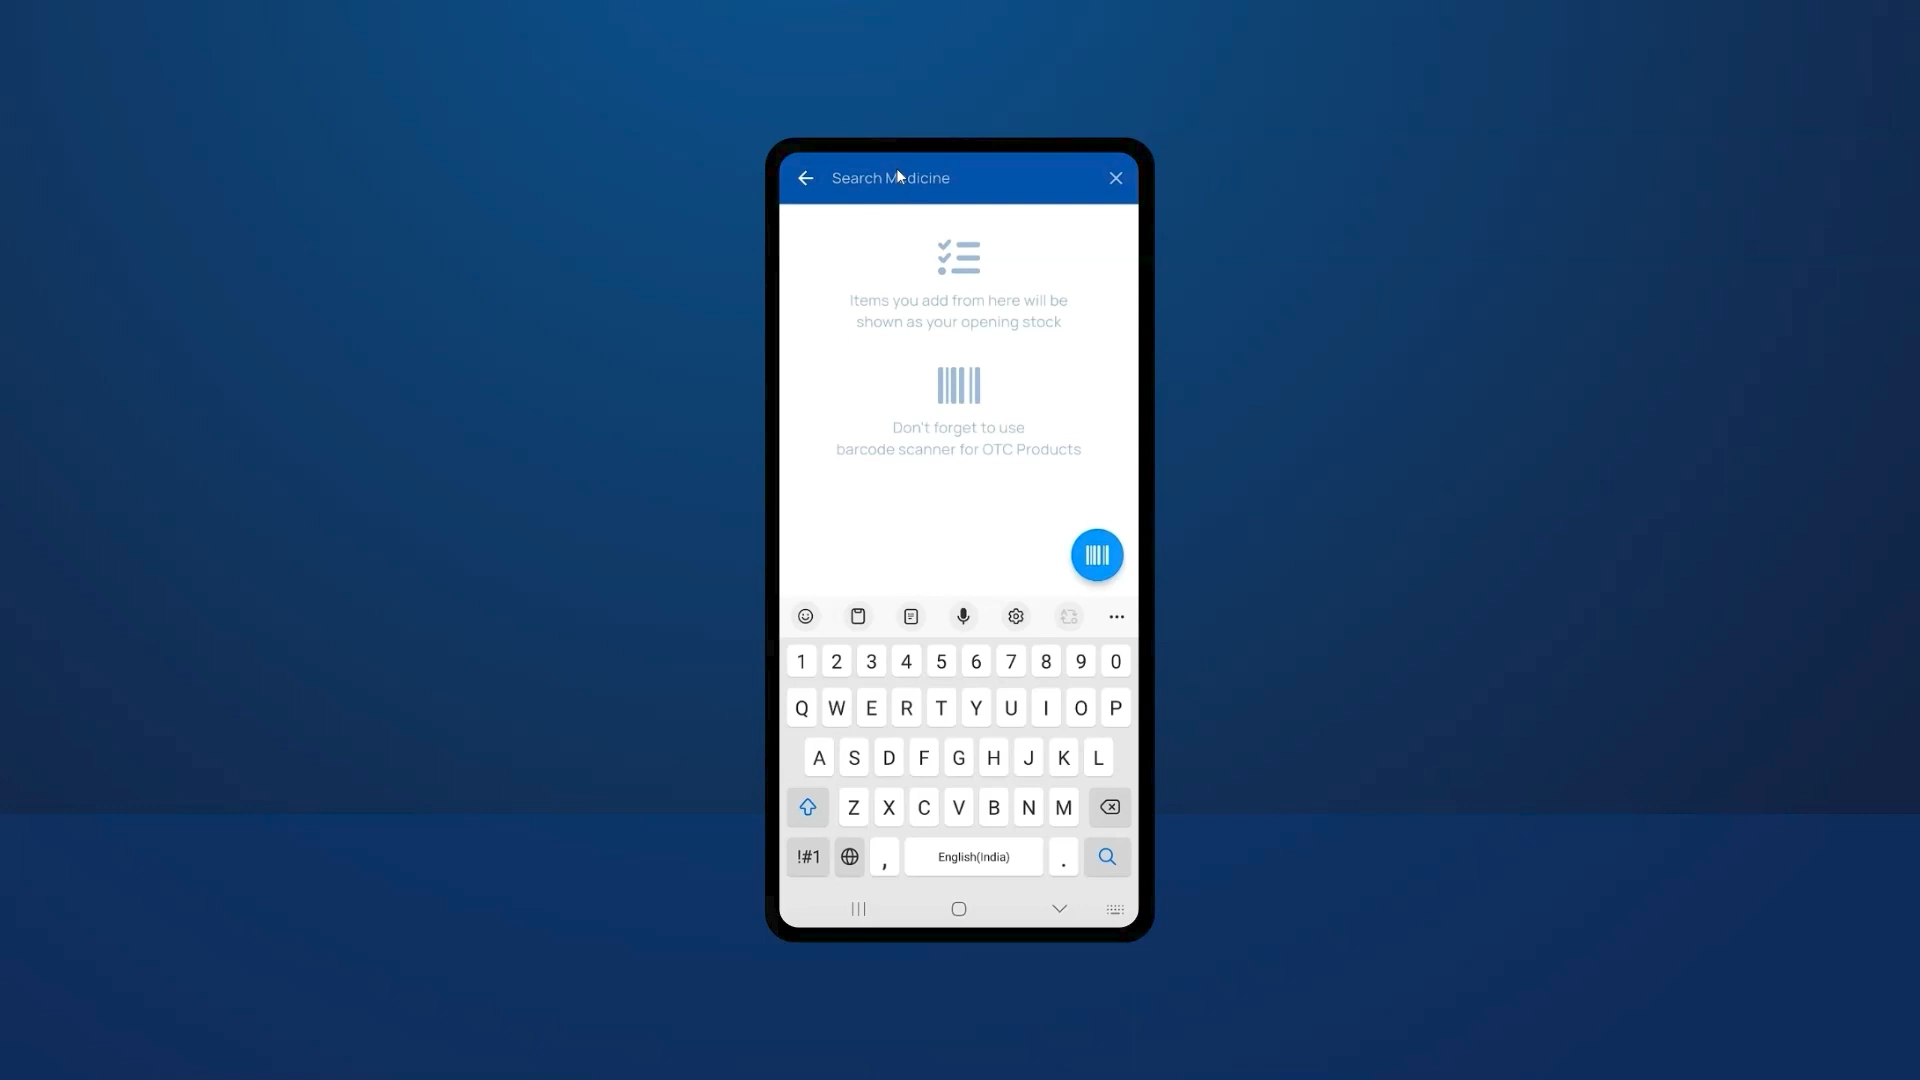 Search Medicine
Items you add from here will be
shown as your opening stock
Don't forget to use
barcode scanner for OTC Products
1 2 3 4 5 6 7 8 9 0
Q W E R T Y U I O P
A S D F G H J K L
Z X C V B N M
!#1 , English(India) .